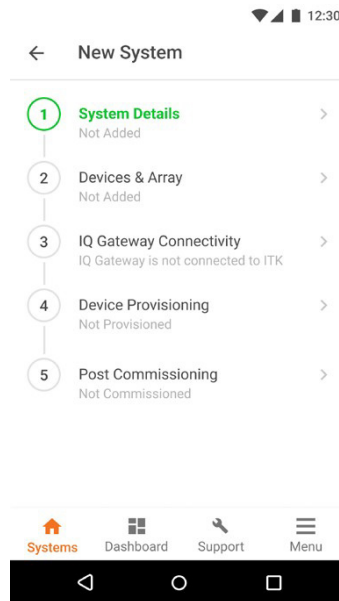 12:30
New System
1
System Details
Not Added
2
Devices & Array
Not Added
3
IQ Gateway Connectivity
IQ Gateway is not connected to ITK
4
Device Provisioning
Not Provisioned
5
Post Commissioning
Not Commissioned
Systems Dashboard Support Menu